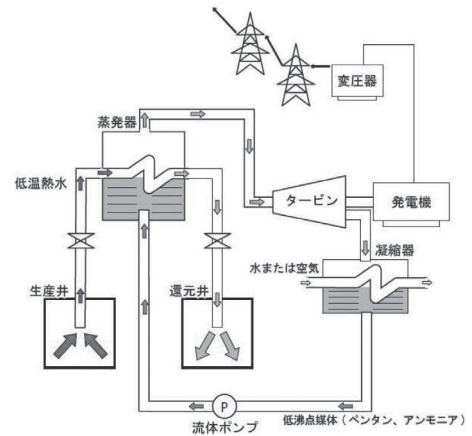 変圧器
蒸発器
低温熱水
タービン
発電機
凝縮器
水または空気
生産井
還元井
P
流体ポンプ
低沸点媒体(ペンタン、アンモニア)